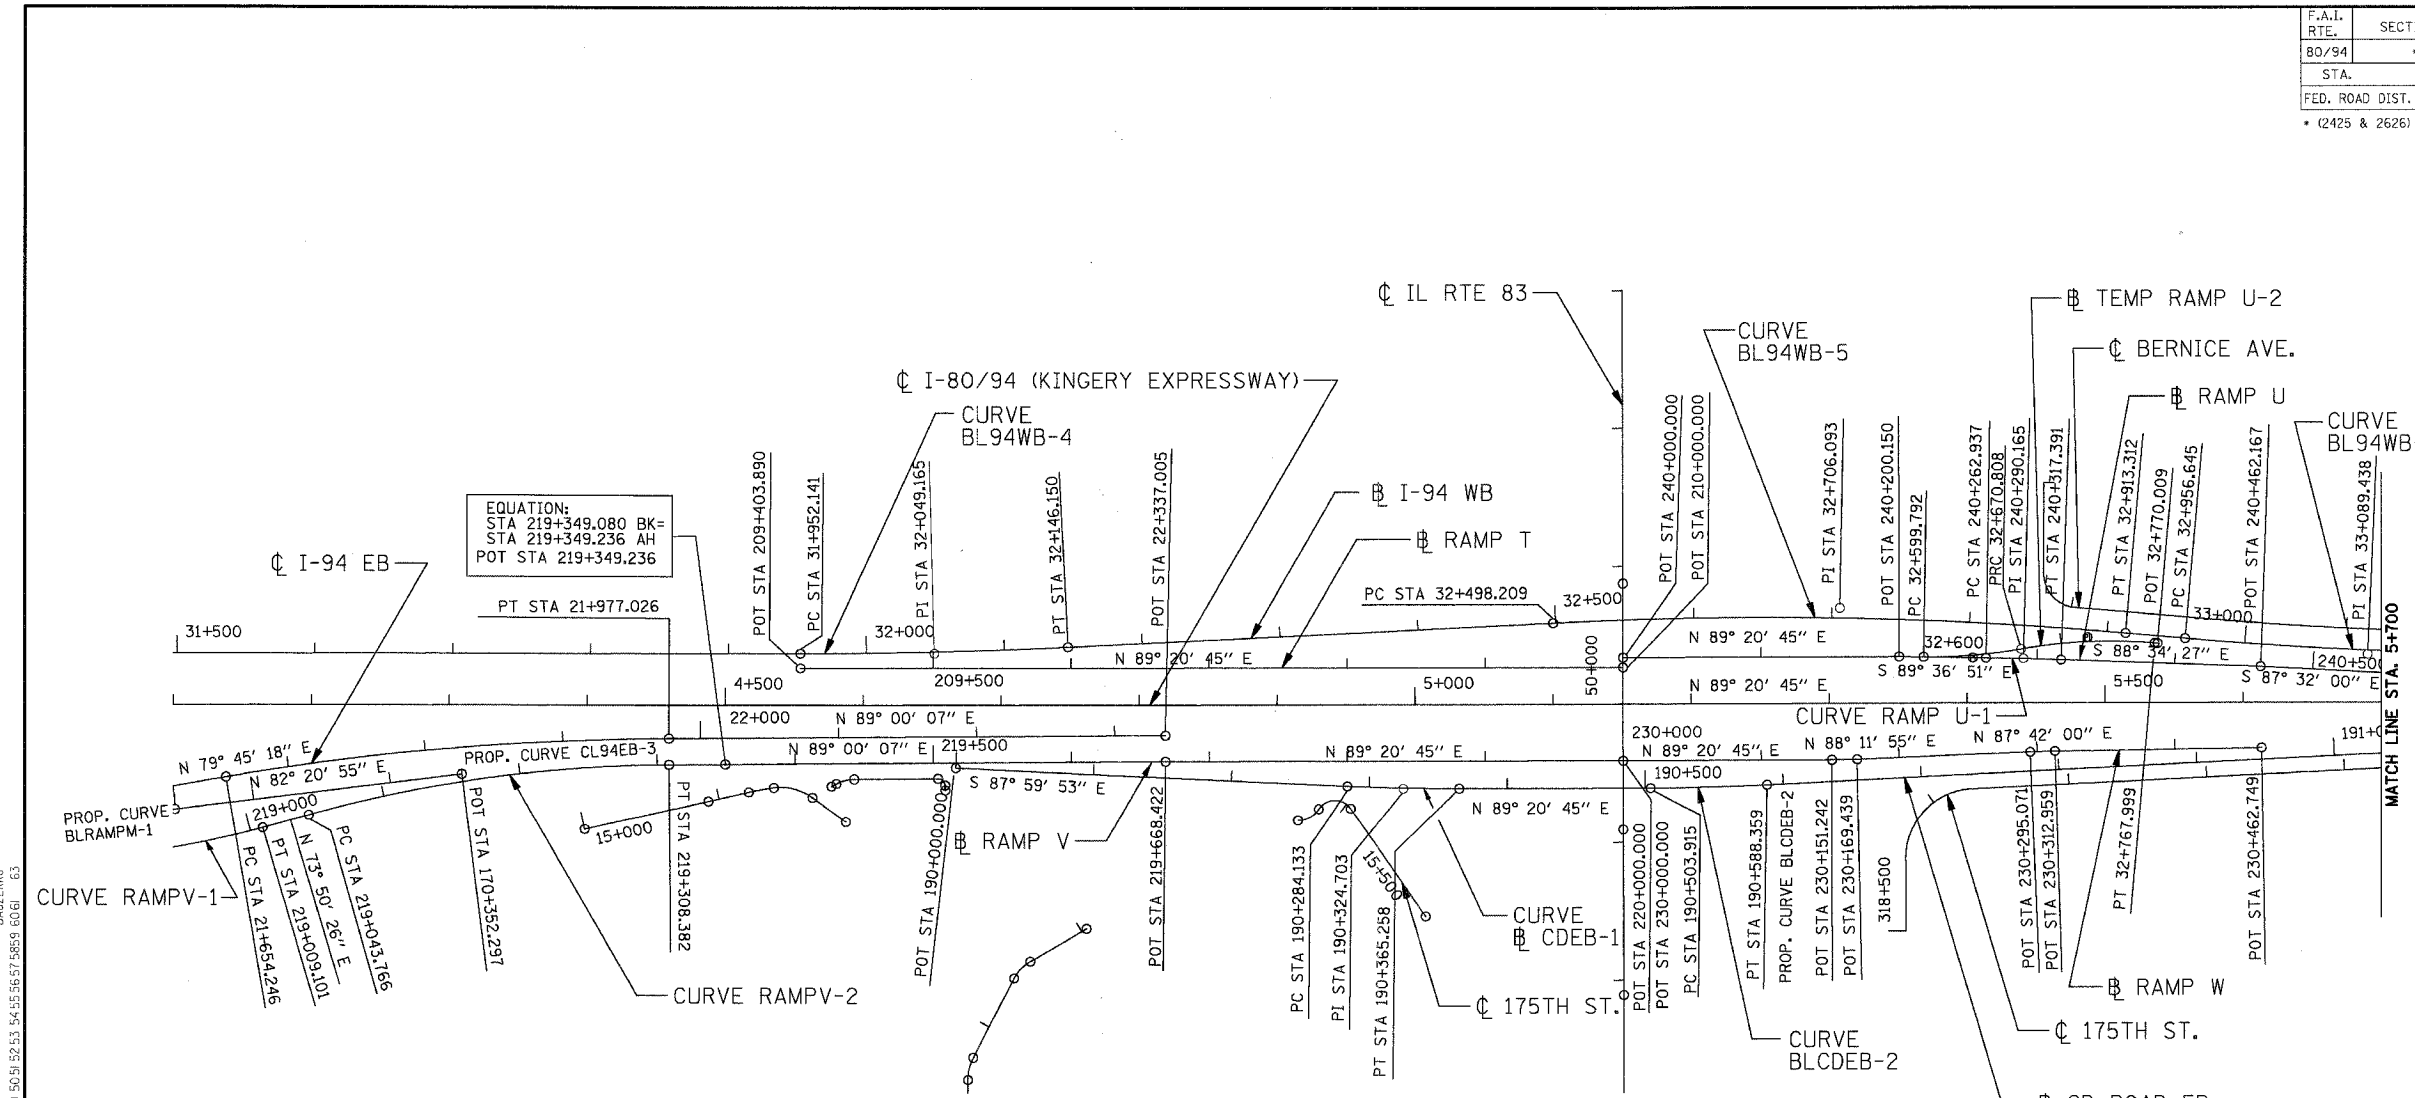 F.A.I.
RTE.
SECT
80/94
*
STA.
FED. ROAD DIST.
* (2425 & 2626)
℄ IL RTE 83
TEMP RAMP U-2
CURVE
BL94WB-5
℄ BERNICE AVE.
℄ I-80/94 (KINGERY EXPRESSWAY)
RAMP U
CURVE
BL94WB-4
CURVE
BL94WB
I-94 WB
RAMP T
EQUATION:
STA 219+349.080 BK=
STA 219+349.236 AH
POT STA 219+349.236
℄ I-94 EB
PT STA 21+977.026
POT STA 209+403.890
PC STA 31+952.141
PI STA 32+049.165
PT STA 32+146.150
POT STA 22+337.005
PC STA 32+498.209
POT STA 240+000.000
POT STA 210+000.000
PI STA 32+706.093
POT STA 240+200.150
PC 32+599.792
PC STA 240+262.937
PRC 32+670.808
PI STA 240+290.165
PT STA 240+317.391
PT STA 32+913.312
POT 32+770.009
PC STA 32+956.645
POT STA 240+462.167
PI STA 33+089.438
31+500
32+000
32+500
33+000
N 89° 20' 45" E
N 89° 20' 45" E
32+600
S 88° 34' 27" E
S 89° 36' 51" E
240+500
S 87° 32' 00" E
4+500
209+500
5+000
50+000
N 89° 20' 45" E
5+500
MATCH LINE STA. 5+700
CURVE RAMP U-1
22+000
N 89° 00' 07" E
N 79° 45' 18" E
PROP. CURVE CL94EB-3
N 89° 00' 07" E
219+500
N 89° 20' 45" E
230+000
N 89° 20' 45" E
N 88° 11' 55" E
N 87° 42' 00" E
N 82° 20' 55" E
S 87° 59' 53" E
190+500
N 89° 20' 45" E
PROP. CURVE
BLRAMPM-1
219+000
15+000
RAMP V
15+500
318+500
CURVE RAMPV-1
PC STA 21+654.246
PT STA 219+009.101
N 73° 50' 26" E
PC STA 219+043.766
POT STA 170+352.297
PT STA 219+308.382
POT STA 190+000.000
POT STA 219+668.422
PC STA 190+284.133
PI STA 190+324.703
PT STA 190+365.258
POT STA 220+000.000
POT STA 230+000.000
PC STA 190+503.915
PT STA 190+588.359
PROP. CURVE BLCDEB-2
POT STA 230+151.242
POT STA 230+169.439
POT STA 230+295.071
POT STA 230+312.959
PT 32+767.999
POT STA 230+462.749
CURVE
CDEB-1
CURVE RAMPV-2
℄ 175TH ST.
RAMP W
℄ 175TH ST.
CURVE
BLCDEB-2